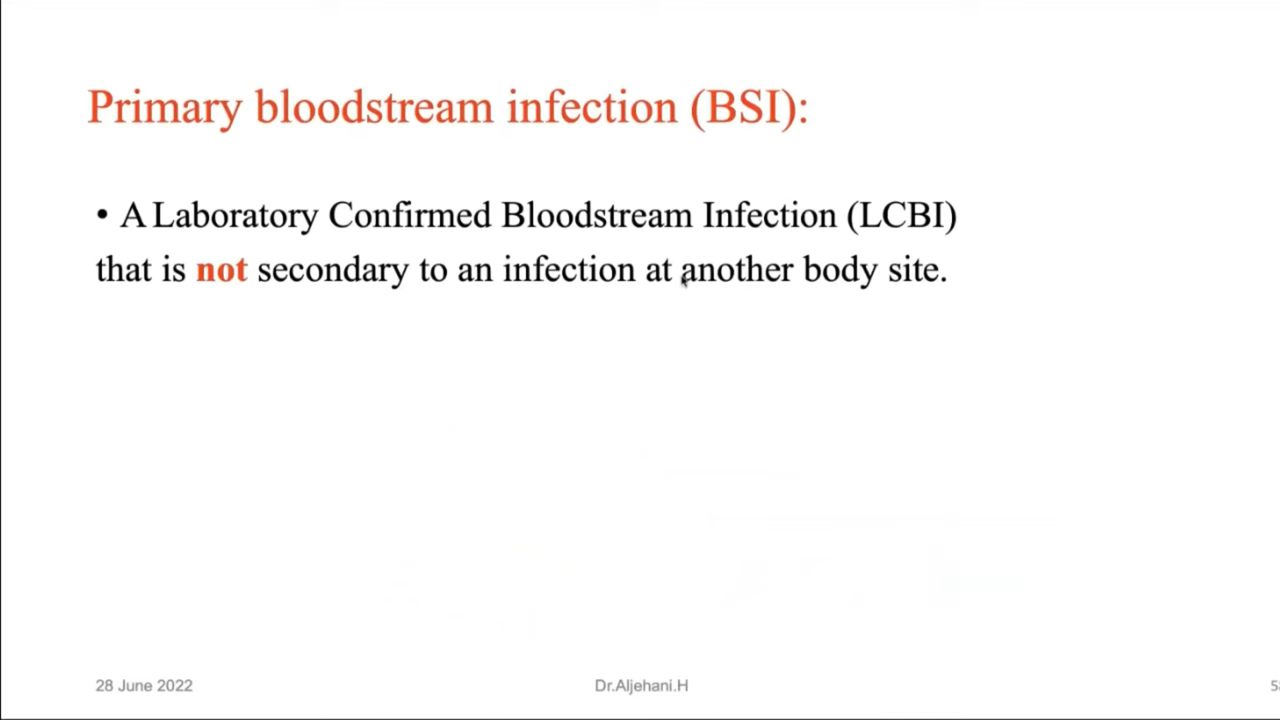 Primary bloodstream infection (BSI):
• A Laboratory Confirmed Bloodstream Infection (LCBI)
that is not secondary to an infection at another body site.
28 June 2022
Dr.Aljehani.H